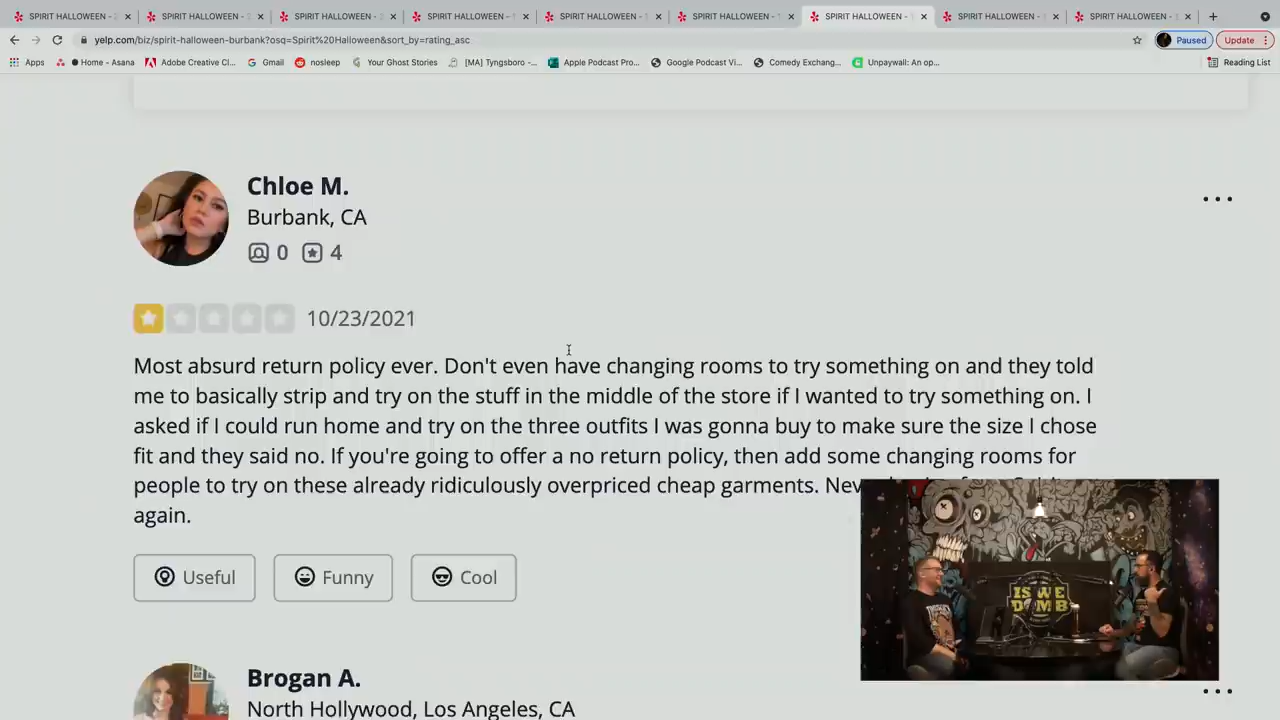 SPIRIT HALLOWEEN - SPIRIT HALLOWEEN - SPIRIT HALLOWEEN - SPIRIT HALLOWEEN - SPIRIT HALLOWEEN - SPIRIT HALLOWEEN - SPIRIT HALLOWEEN - SPIRIT HALLOWEEN - SPIRIT HALLOWEEN -
yelp.com/biz/spirit-halloween-burbank?osq=Spirit%20Halloween&sort_by=rating_asc Paused Update
Apps Home - Asana Adobe Creative Cl... Gmail nosleep Your Ghost Stories [MA] Tyngsboro -... Apple Podcast Pro... Google Podcast Vi... Comedy Exchang... Unpaywall: An op... Reading List
Chloe M.
Burbank, CA
0 4
10/23/2021
Most absurd return policy ever. Don't even have changing rooms to try something on and they told
me to basically strip and try on the stuff in the middle of the store if I wanted to try something on. I
asked if I could run home and try on the three outfits I was gonna buy to make sure the size I chose
fit and they said no. If you're going to offer a no return policy, then add some changing rooms for
people to try on these already ridiculously overpriced cheap garments.
again.
Useful Funny Cool
IS WE
DUMB
Brogan A.
North Hollywood, Los Angeles, CA